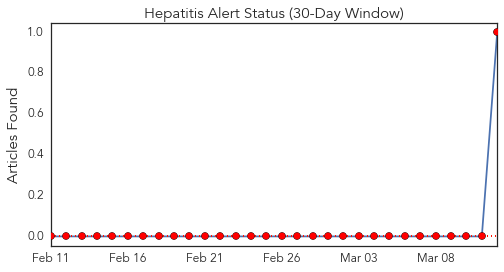 Hepatitis Alert Status (30-Day Window)
Articles Found
1.0
0.8
0.6
0.4
0.2
0.0
Feb 11 Feb 16 Feb 21 Feb 26 Mar 03 Mar 08